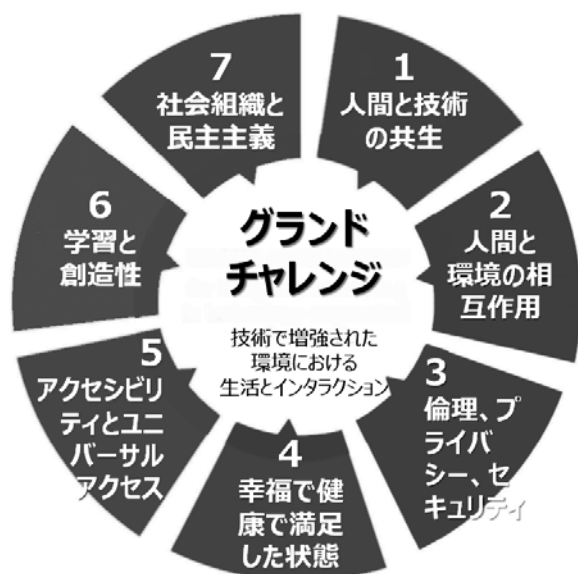 グランド
チャレンジ
技術で増強された
環境における
生活とインタラクション
1
人間と技術
の共生
2
人間と
環境の相
互作用
3
倫理、プ
ライバ
シー、セ
キュリティ
4
幸福で健
康で満足
した状態
5
アクセシビリ
ティとユニ
バーサル
アクセス
6
学習と
創造性
7
社会組織と
民主主義